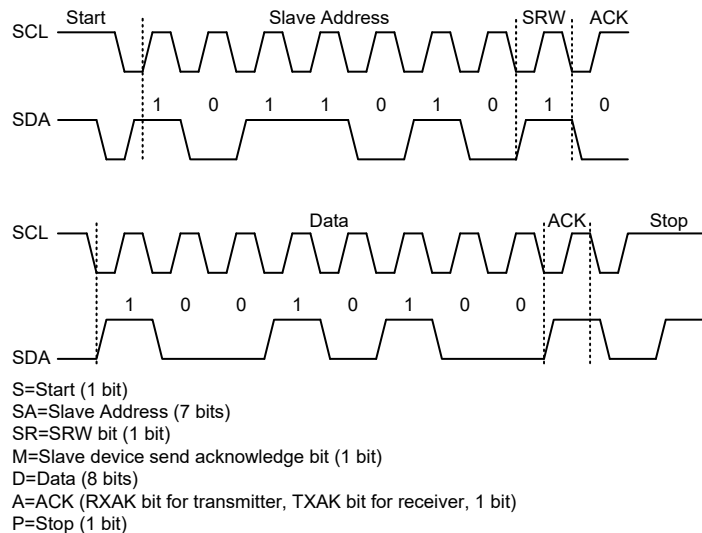 Start Slave Address SRW ACK
SCL
1 0 1 1 0 1 0 1 0
SDA
Data ACK Stop
SCL
1 0 0 1 0 1 0 0
SDA
S=Start (1 bit)
SA=Slave Address (7 bits)
SR=SRW bit (1 bit)
M=Slave device send acknowledge bit (1 bit)
D=Data (8 bits)
A=ACK (RXAK bit for transmitter, TXAK bit for receiver, 1 bit)
P=Stop (1 bit)